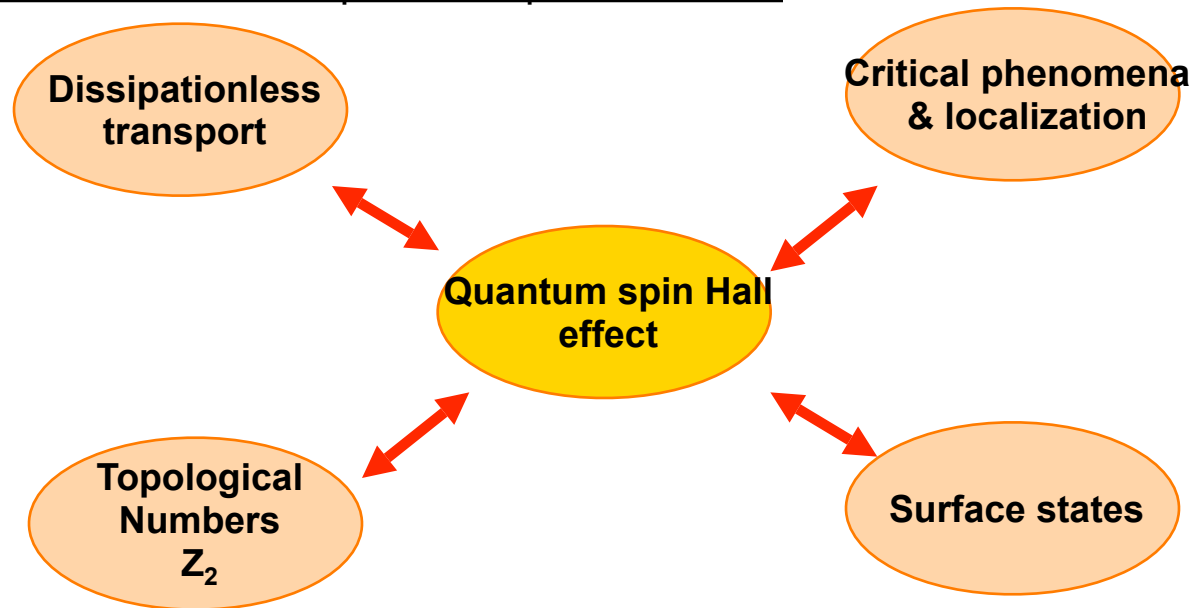 Dissipationless
transport
Critical phenomena
& localization
Quantum spin Hall
effect
Topological
Numbers
Z₂
Surface states